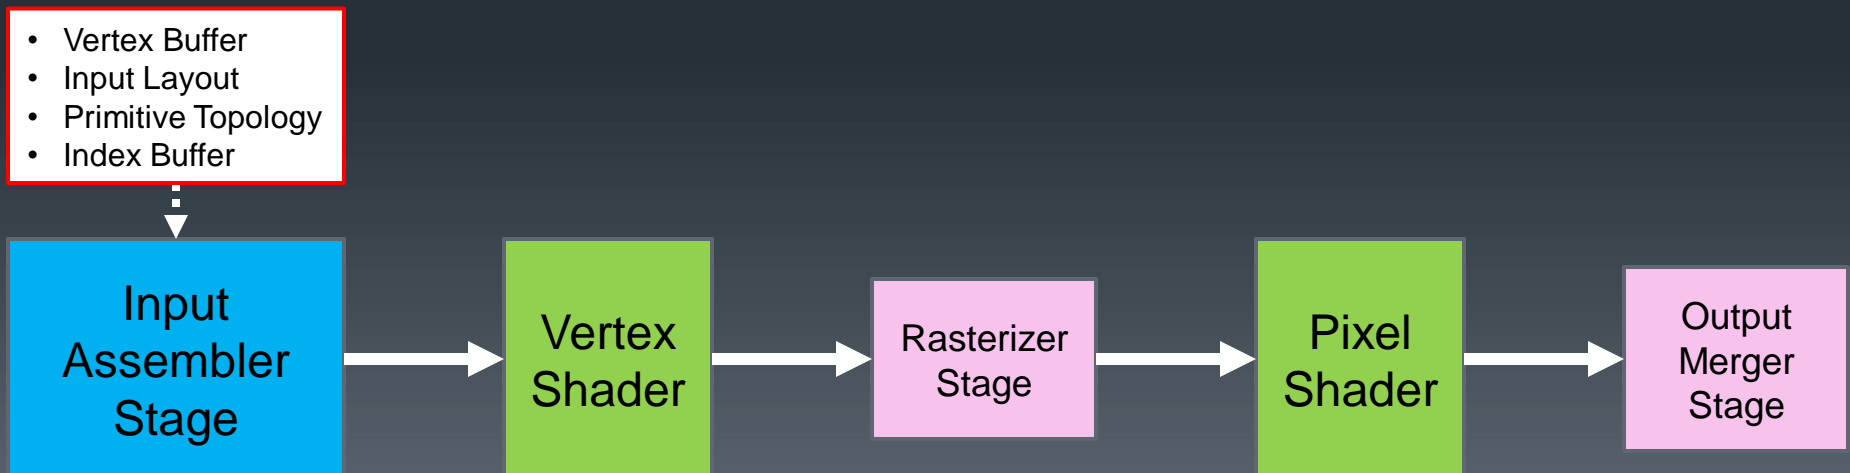 • Vertex Buffer
• Input Layout
• Primitive Topology
• Index Buffer
Input
Assembler
Stage
Vertex
Shader
Rasterizer
Stage
Pixel
Shader
Output
Merger
Stage